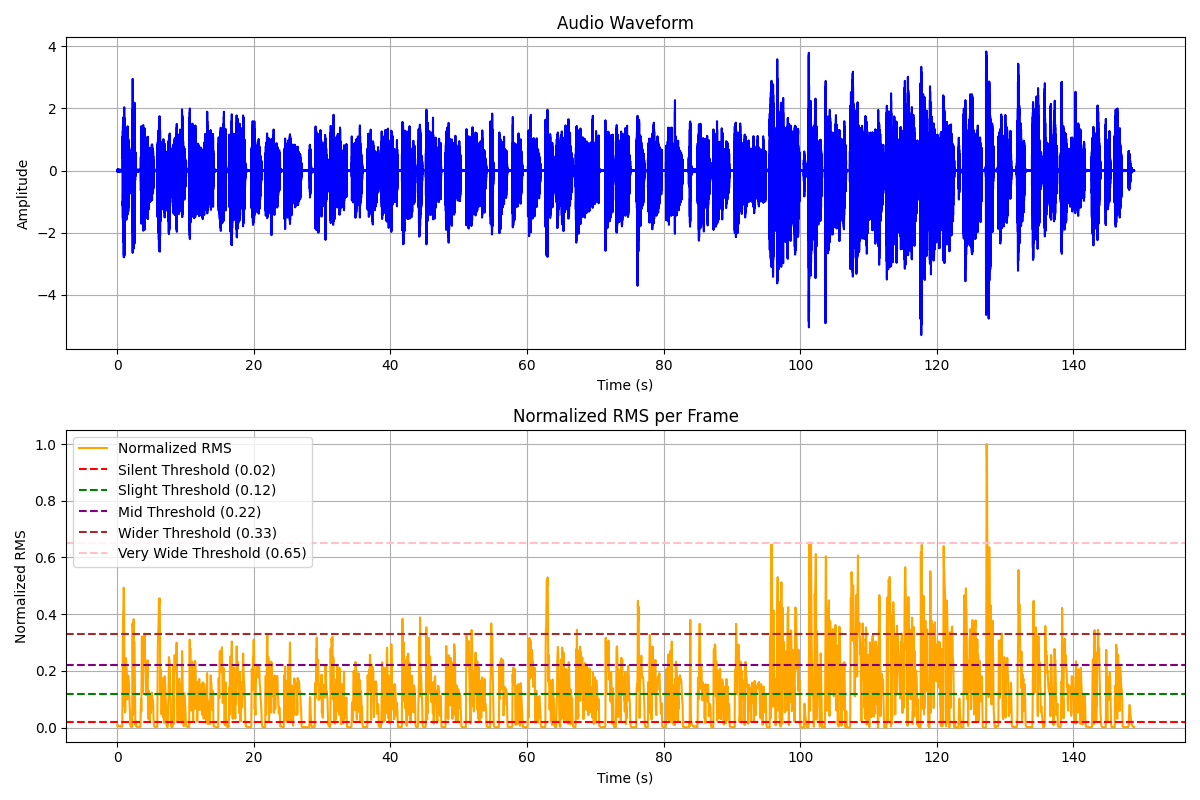 Audio Waveform
4
2
0
−2
−4
Amplitude
0 20 40 60 80 100 120 140
Time (s)
Normalized RMS per Frame
1.0
0.8
0.6
0.4
0.2
0.0
Normalized RMS
Normalized RMS
Silent Threshold (0.02)
Slight Threshold (0.12)
Mid Threshold (0.22)
Wider Threshold (0.33)
Very Wide Threshold (0.65)
0 20 40 60 80 100 120 140
Time (s)